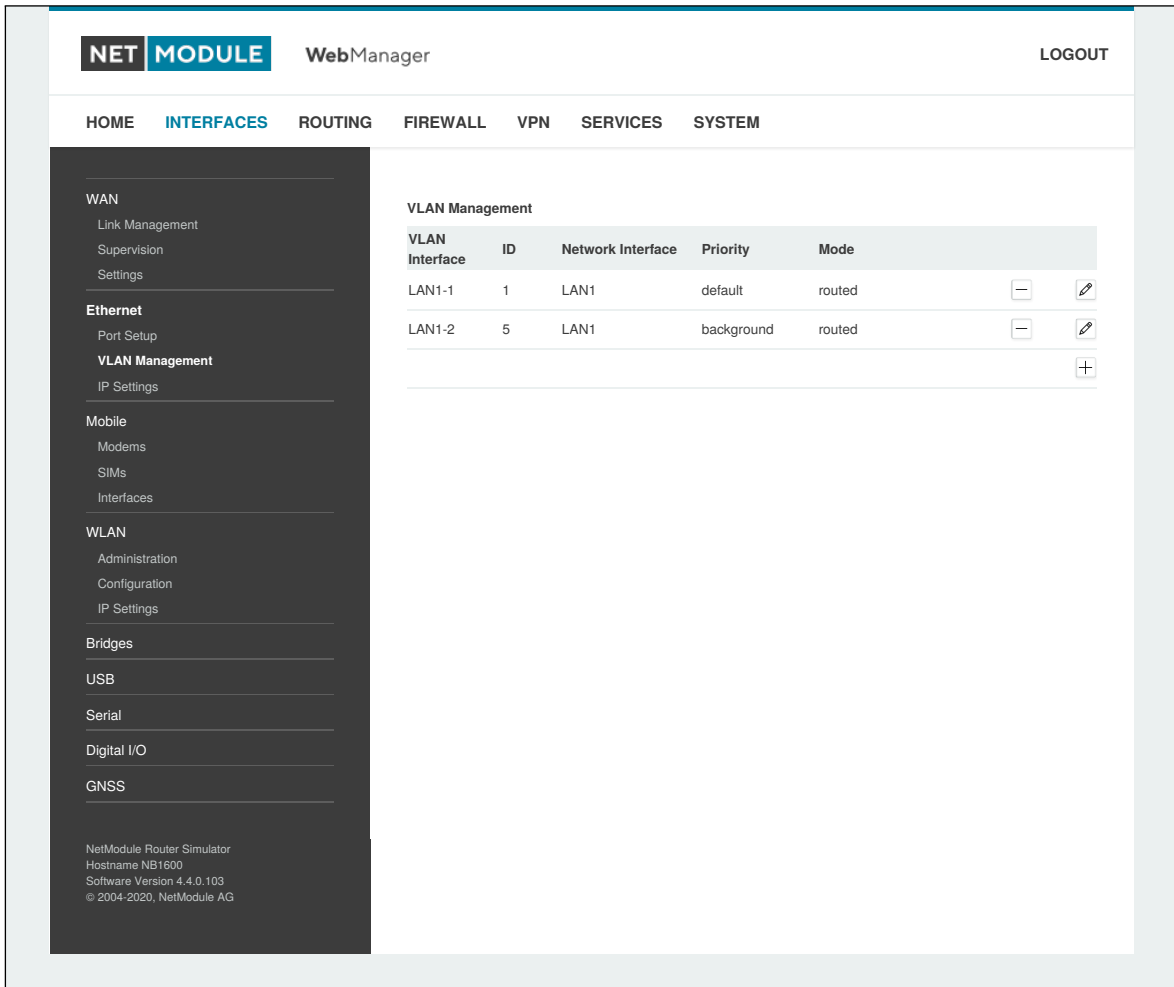 NET MODULE WebManager LOGOUT
HOME INTERFACES ROUTING FIREWALL VPN SERVICES SYSTEM
WAN
Link Management
Supervision
Settings
Ethernet
Port Setup
VLAN Management
IP Settings
Mobile
Modems
SIMs
Interfaces
WLAN
Administration
Configuration
IP Settings
Bridges
USB
Serial
Digital I/O
GNSS
NetModule Router Simulator
Hostname NB1600
Software Version 4.4.0.103
© 2004-2020, NetModule AG
VLAN Management
VLAN Interface ID Network Interface Priority Mode
LAN1-1 1 LAN1 default routed
LAN1-2 5 LAN1 background routed